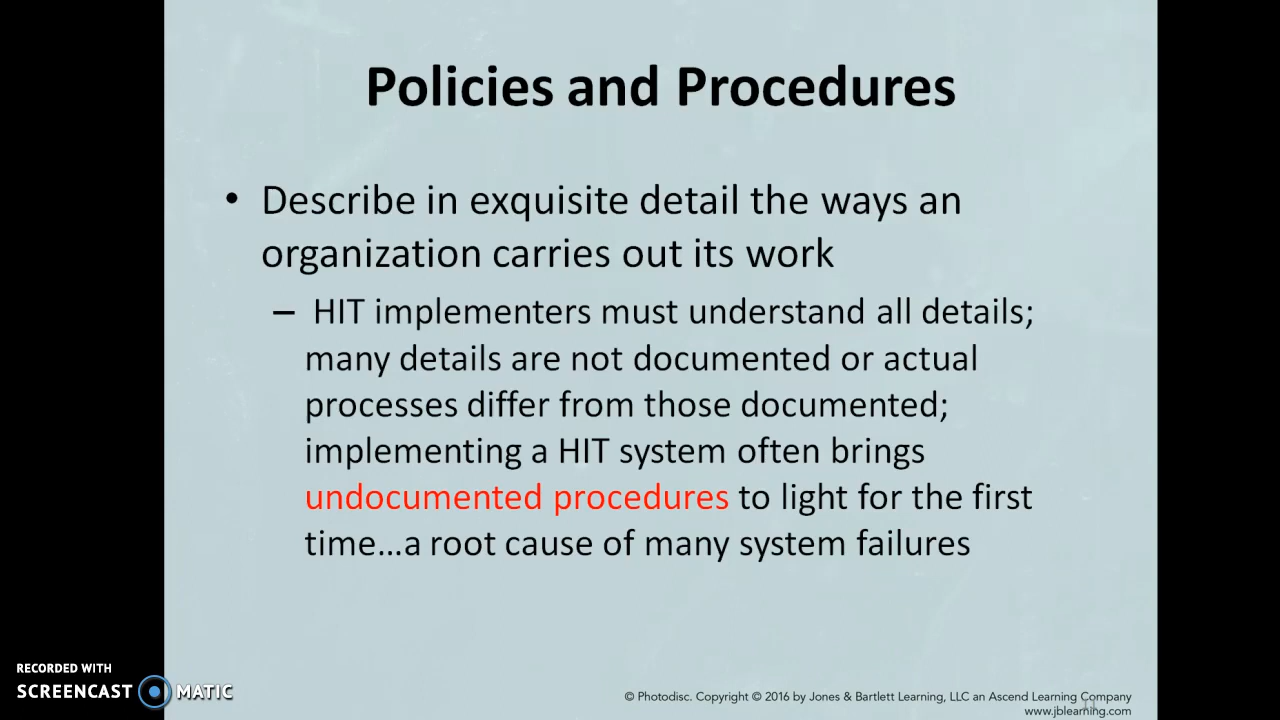 Policies and Procedures
• Describe in exquisite detail the ways an
organization carries out its work
– HIT implementers must understand all details;
many details are not documented or actual
processes differ from those documented;
implementing a HIT system often brings
undocumented procedures to light for the first
time...a root cause of many system failures
RECORDED WITH
SCREENCAST MATIC
© Photodisc. Copyright © 2016 by Jones & Bartlett Learning, LLC an Ascend Learning Company
www.jblearning.com